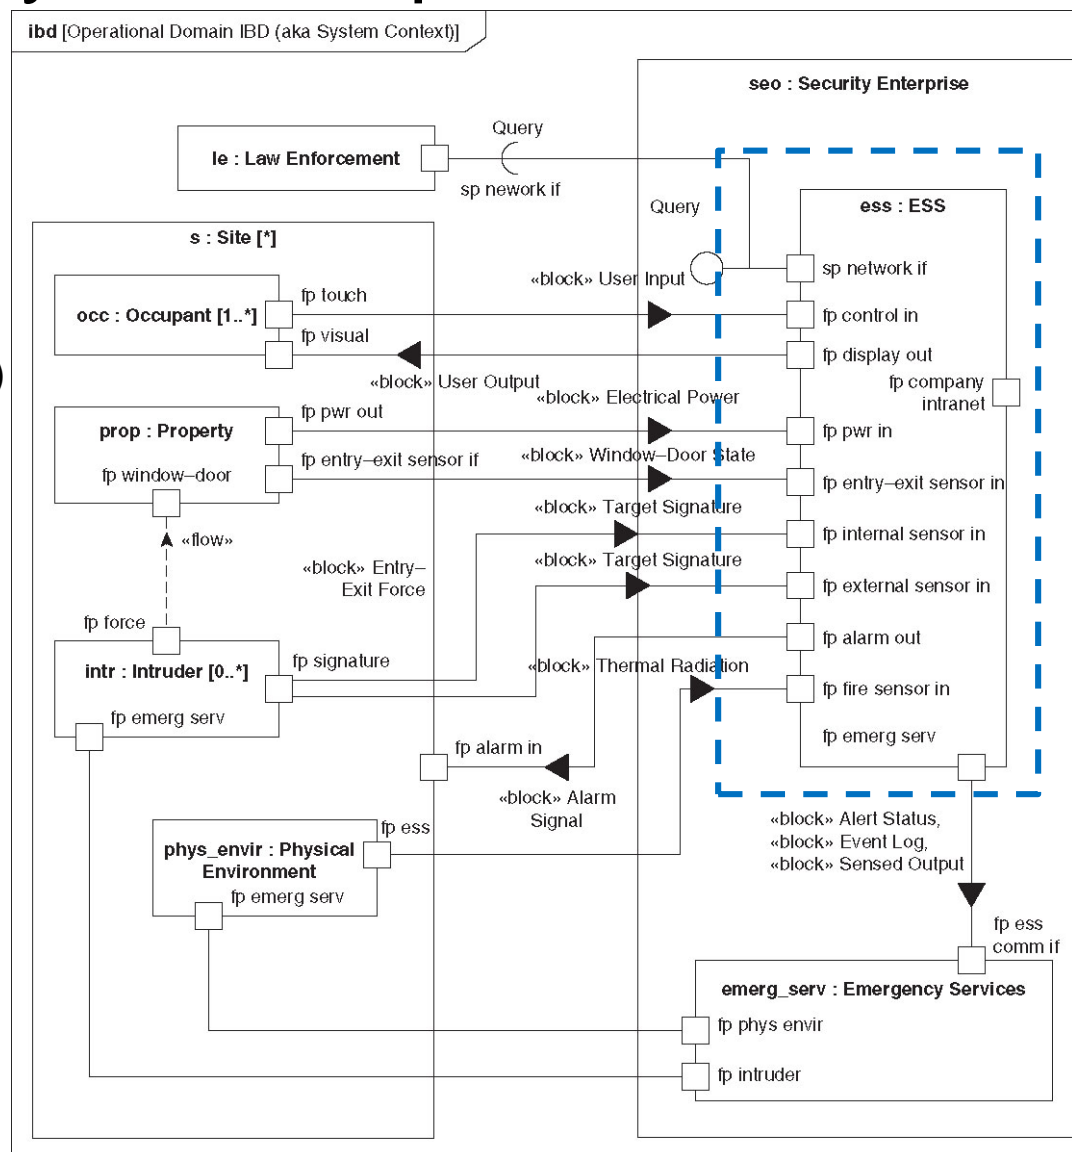 ibd [Operational Domain IBD (aka System Context)]
seo : Security Enterprise
Query
le : Law Enforcement
sp nework if
Query
ess : ESS
s : Site [*]
sp network if
«block» User Input
fp touch
occ : Occupant [1..*]
fp control in
fp visual
fp display out
«block» User Output
fp company
intranet
«block» Electrical Power
fp pwr out
prop : Property
fp pwr in
fp entry–exit sensor if
«block» Window–Door State
fp window–door
fp entry–exit sensor in
«block» Target Signature
fp internal sensor in
«flow»
«block» Target Signature
«block» Entry–
Exit Force
fp external sensor in
fp force
fp alarm out
fp signature
«block» Thermal Radiation
intr : Intruder [0..*]
fp fire sensor in
fp emerg serv
fp emerg serv
fp alarm in
«block» Alarm
Signal
«block» Alert Status,
«block» Event Log,
«block» Sensed Output
fp ess
phys_envir : Physical
Environment
fp emerg serv
fp ess
comm if
emerg_serv : Emergency Services
fp phys envir
fp intruder